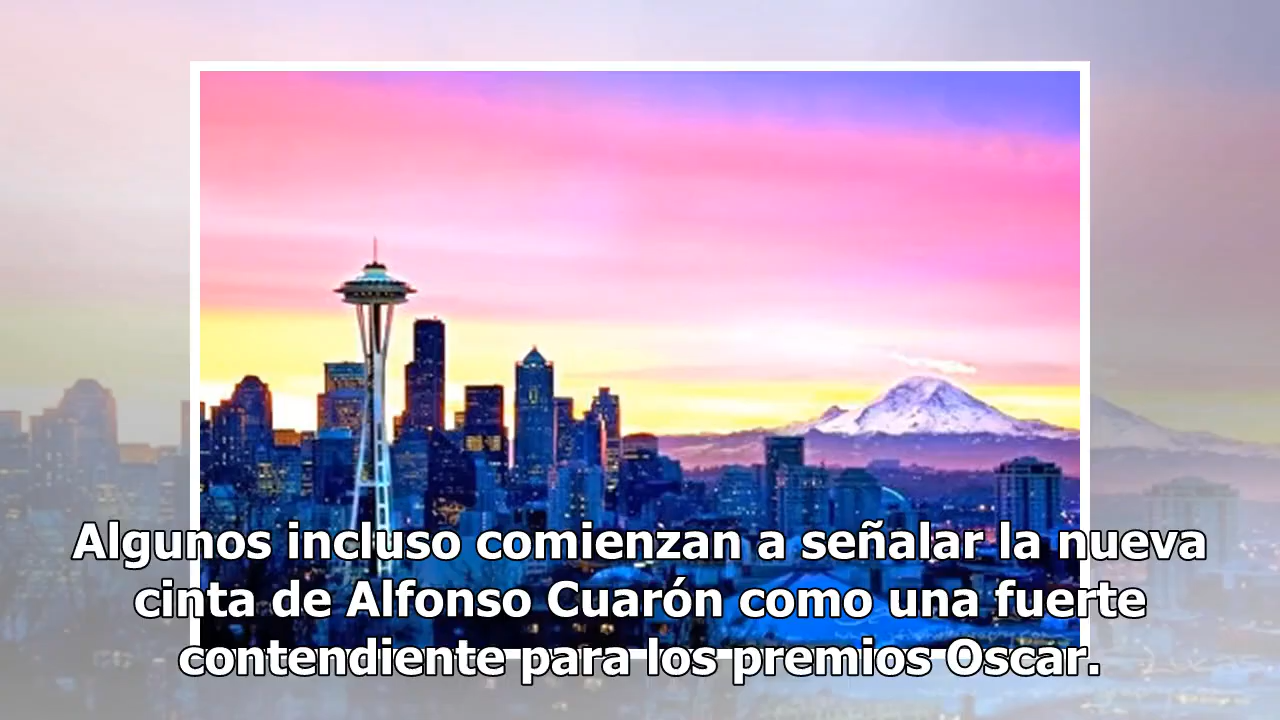 Algunos incluso comienzan a señalar la nueva
cinta de Alfonso Cuarón como una fuerte
contendiente para los premios Oscar.